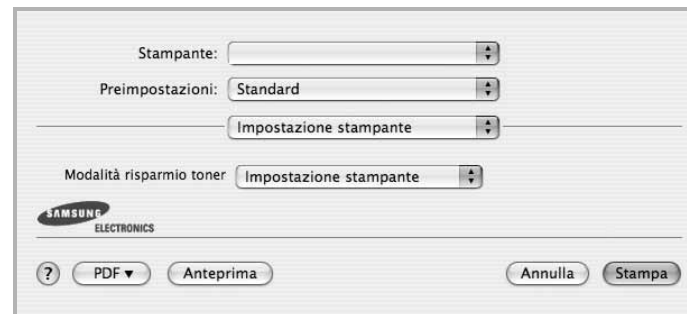 Stampante:
Preimpostazioni: Standard
Impostazione stampante
Modalità risparmio toner Impostazione stampante
SAMSUNG
ELECTRONICS
? PDF▼ Anteprima Annulla Stampa